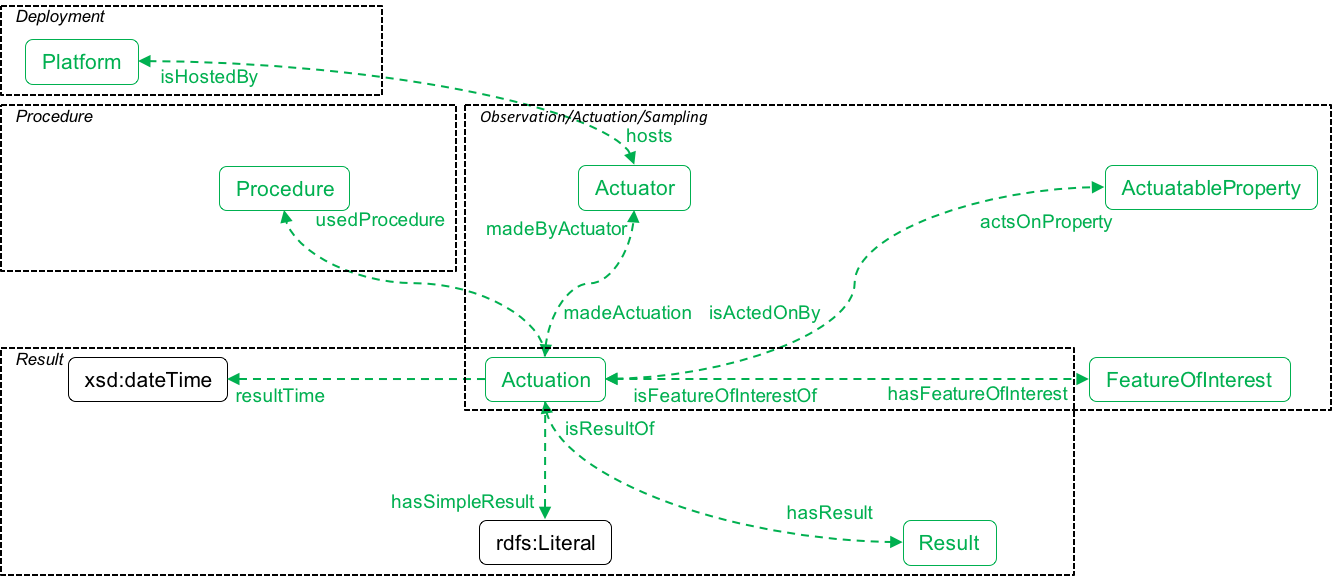 Deployment
Platform
isHostedBy
Procedure
Observation/Actuation/Sampling
hosts
Procedure
Actuator
ActuatableProperty
usedProcedure
madeByActuator
actsOnProperty
madeActuation
isActedOnBy
Result
xsd:dateTime
Actuation
FeatureOfInterest
resultTime
isFeatureOfInterestOf
hasFeatureOfInterest
isResultOf
hasSimpleResult
hasResult
rdfs:Literal
Result